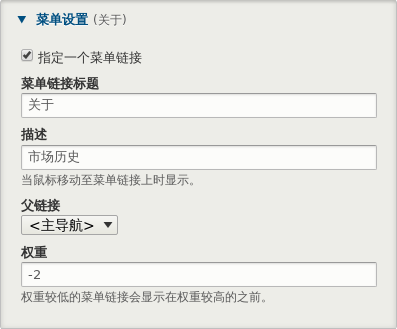 菜单设置 (关于)
指定一个菜单链接
菜单链接标题
关于
描述
市场历史
当鼠标移动至菜单链接上时显示。
父链接
<主导航>
权重
-2
权重较低的菜单链接会显示在权重较高的之前。